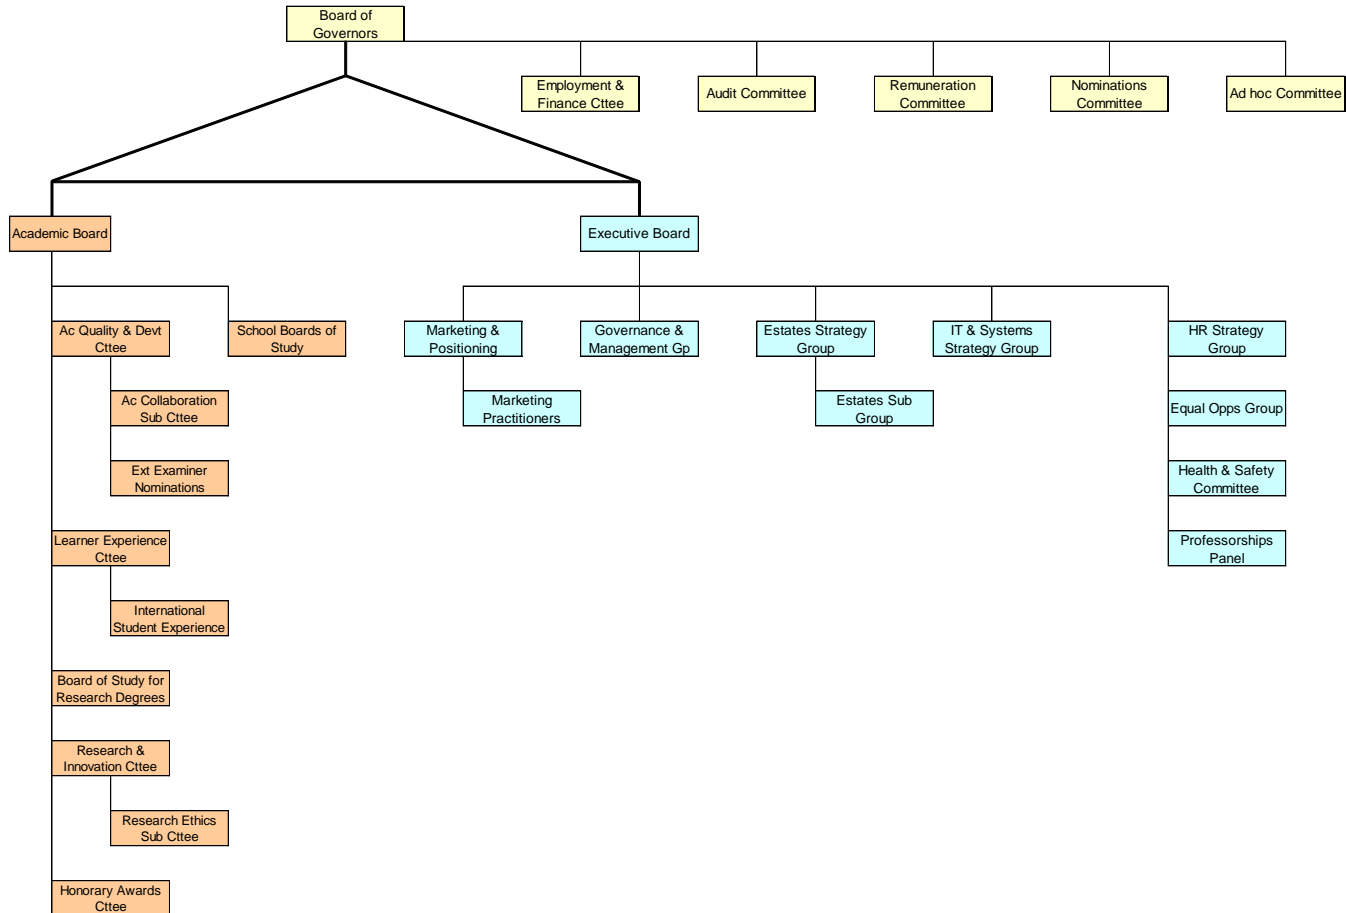 Board of
Governors
Employment &
Finance Cttee
Audit Committee
Remuneration
Committee
Nominations
Committee
Ad hoc Committee
Academic Board
Executive Board
Ac Quality & Devt
Cttee
School Boards of
Study
Marketing &
Positioning
Governance &
Management Gp
Estates Strategy
Group
IT & Systems
Strategy Group
HR Strategy
Group
Ac Collaboration
Sub Cttee
Marketing
Practitioners
Estates Sub
Group
Equal Opps Group
Ext Examiner
Nominations
Health & Safety
Committee
Learner Experience
Cttee
Professorships
Panel
International
Student Experience
Board of Study for
Research Degrees
Research &
Innovation Cttee
Research Ethics
Sub Cttee
Honorary Awards
Cttee